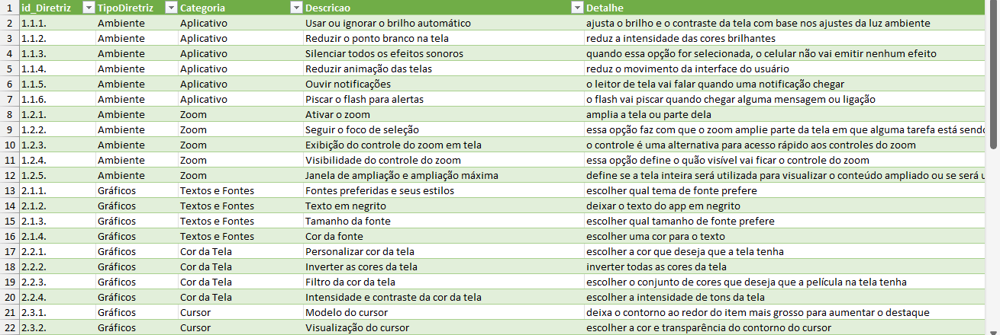 1 id_Diretriz TipoDiretriz Categoria Descricao Detalhe
2 1.1.1. Ambiente Aplicativo Usar ou ignorar o brilho automático ajusta o brilho e o contraste da tela com base nos ajustes da luz ambiente
3 1.1.2. Ambiente Aplicativo Reduzir o ponto branco na tela reduz a intensidade das cores brilhantes
4 1.1.3. Ambiente Aplicativo Silenciar todos os efeitos sonoros quando essa opção for selecionada, o celular não vai emitir nenhum efeito
5 1.1.4. Ambiente Aplicativo Reduzir animação das telas reduz o movimento da interface do usuário
6 1.1.5. Ambiente Aplicativo Ouvir notificações o leitor de tela vai falar quando uma notificação chegar
7 1.1.6. Ambiente Aplicativo Piscar o flash para alertas o flash vai piscar quando chegar alguma mensagem ou ligação
8 1.2.1. Ambiente Zoom Ativar o zoom amplia a tela ou parte dela
9 1.2.2. Ambiente Zoom Seguir o foco de seleção essa opção faz com que o zoom amplie parte da tela em que alguma tarefa está sendo
10 1.2.3. Ambiente Zoom Exibição do controle do zoom em tela o controle é uma alternativa para acesso rápido aos controles do zoom
11 1.2.4. Ambiente Zoom Visibilidade do controle do zoom essa opção define o quão visível vai ficar o controle do zoom
12 1.2.5. Ambiente Zoom Janela de ampliação e ampliação máxima define se a tela inteira será utilizada para visualizar o conteúdo ampliado ou se será u
13 2.1.1. Gráficos Textos e Fontes Fontes preferidas e seus estilos escolher qual tema de fonte prefere
14 2.1.2. Gráficos Textos e Fontes Texto em negrito deixar o texto do app em negrito
15 2.1.3. Gráficos Textos e Fontes Tamanho da fonte escolher qual tamanho de fonte prefere
16 2.1.4. Gráficos Textos e Fontes Cor da fonte escolher uma cor para o texto
17 2.2.1. Gráficos Cor da Tela Personalizar cor da tela escolher a cor que deseja que a tela tenha
18 2.2.2. Gráficos Cor da Tela Inverter as cores da tela inverter todas as cores da tela
19 2.2.3. Gráficos Cor da Tela Filtro da cor da tela escolher o conjunto de cores que deseja que a película na tela tenha
20 2.2.4. Gráficos Cor da Tela Intensidade e contraste da cor da tela escolher a intensidade de tons da tela
21 2.3.1. Gráficos Cursor Modelo do cursor deixa o contorno ao redor do item mais grosso para aumentar o destaque
22 2.3.2. Gráficos Cursor Visualização do cursor escolher a cor e transparência do contorno do cursor